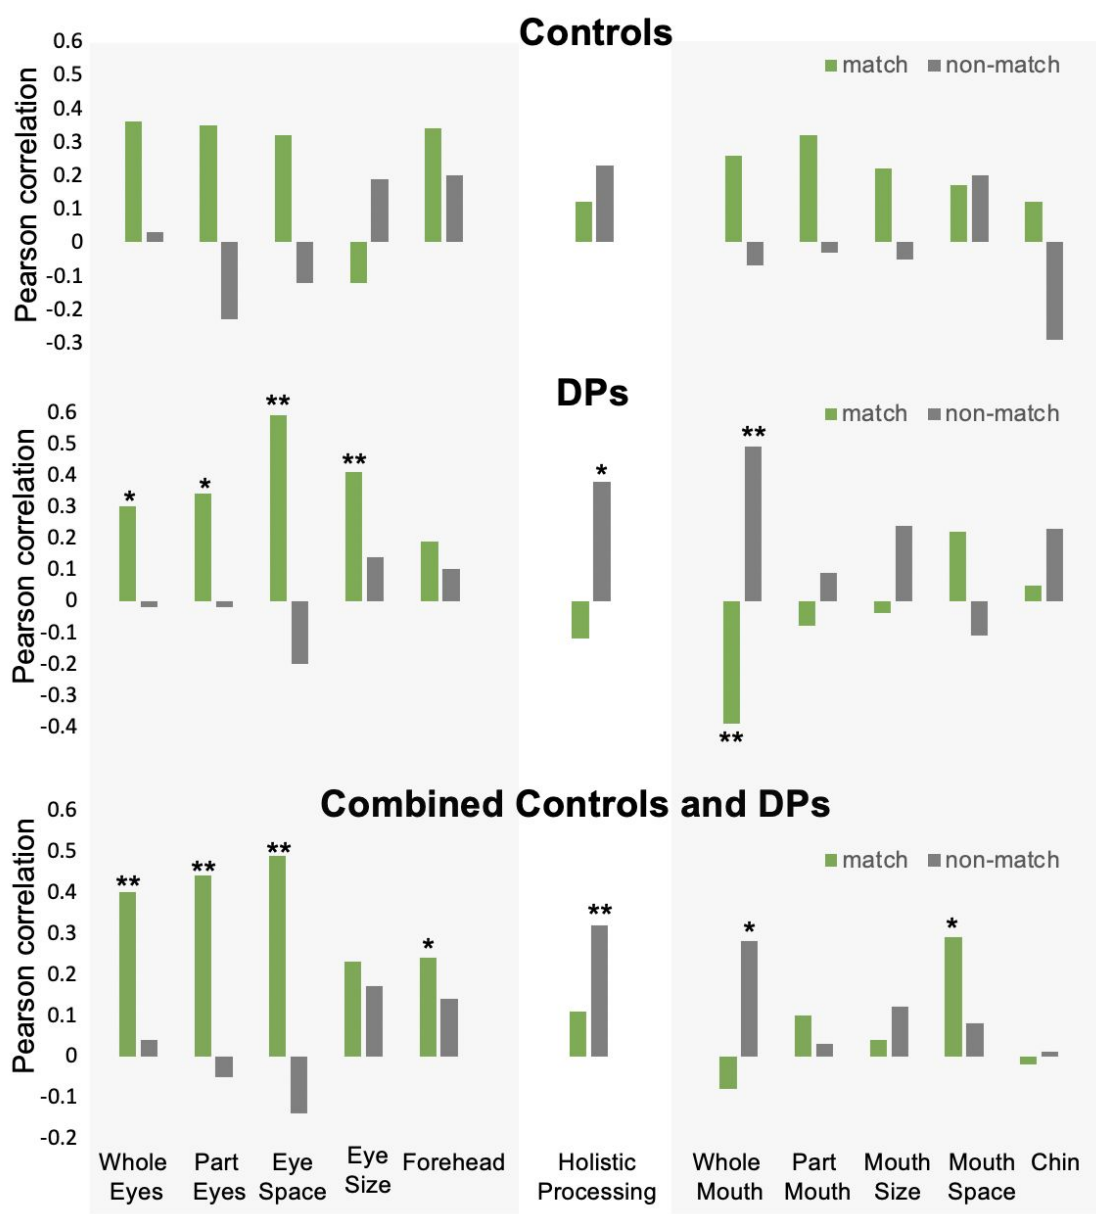 Controls
match non-match
Pearson correlation
0.6
0.5
0.4
0.3
0.2
0.1
0
-0.1
-0.2
-0.3
DPs
match non-match
Pearson correlation
0.6
0.5
0.4
0.3
0.2
0.1
0
-0.1
-0.2
-0.3
-0.4
* * ** ** * ** **
Combined Controls and DPs
match non-match
Pearson correlation
0.6
0.5
0.4
0.3
0.2
0.1
0
-0.1
-0.2
** ** ** * ** * *
Whole Eyes
Part Eyes
Eye Space
Eye Size
Forehead
Holistic Processing
Whole Mouth
Part Mouth
Mouth Size
Mouth Space
Chin